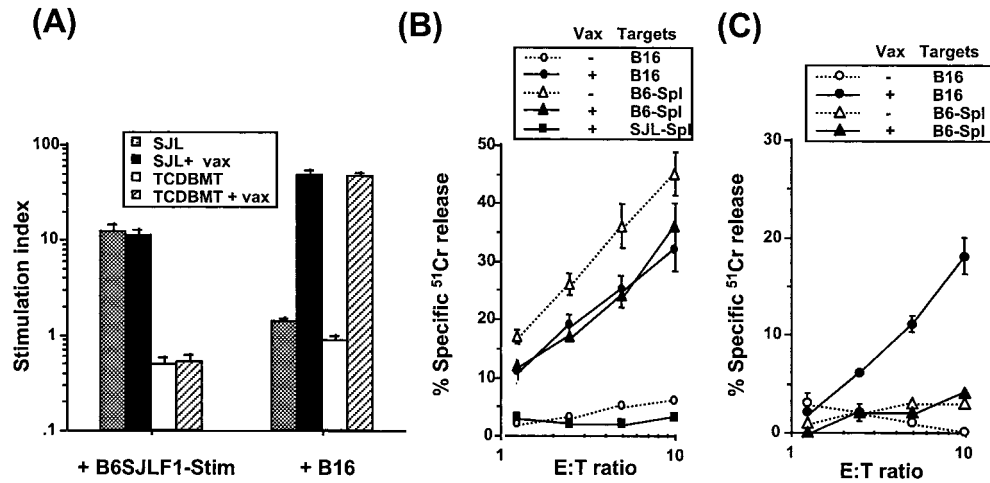 (A)
SJL
SJL+ vax
TCDBMT
TCDBMT + vax
Stimulation index
100
10
1
.1
+ B6SJLF1-Stim
+ B16
(B)
Vax Targets
- B16
+ B16
- B6-Spl
+ B6-Spl
+ SJL-Spl
% Specific ⁵¹Cr release
50
40
30
20
10
0
1
10
E:T ratio
(C)
Vax Targets
- B16
+ B16
- B6-Spl
+ B6-Spl
% Specific ⁵¹Cr release
30
20
10
0
1
10
E:T ratio